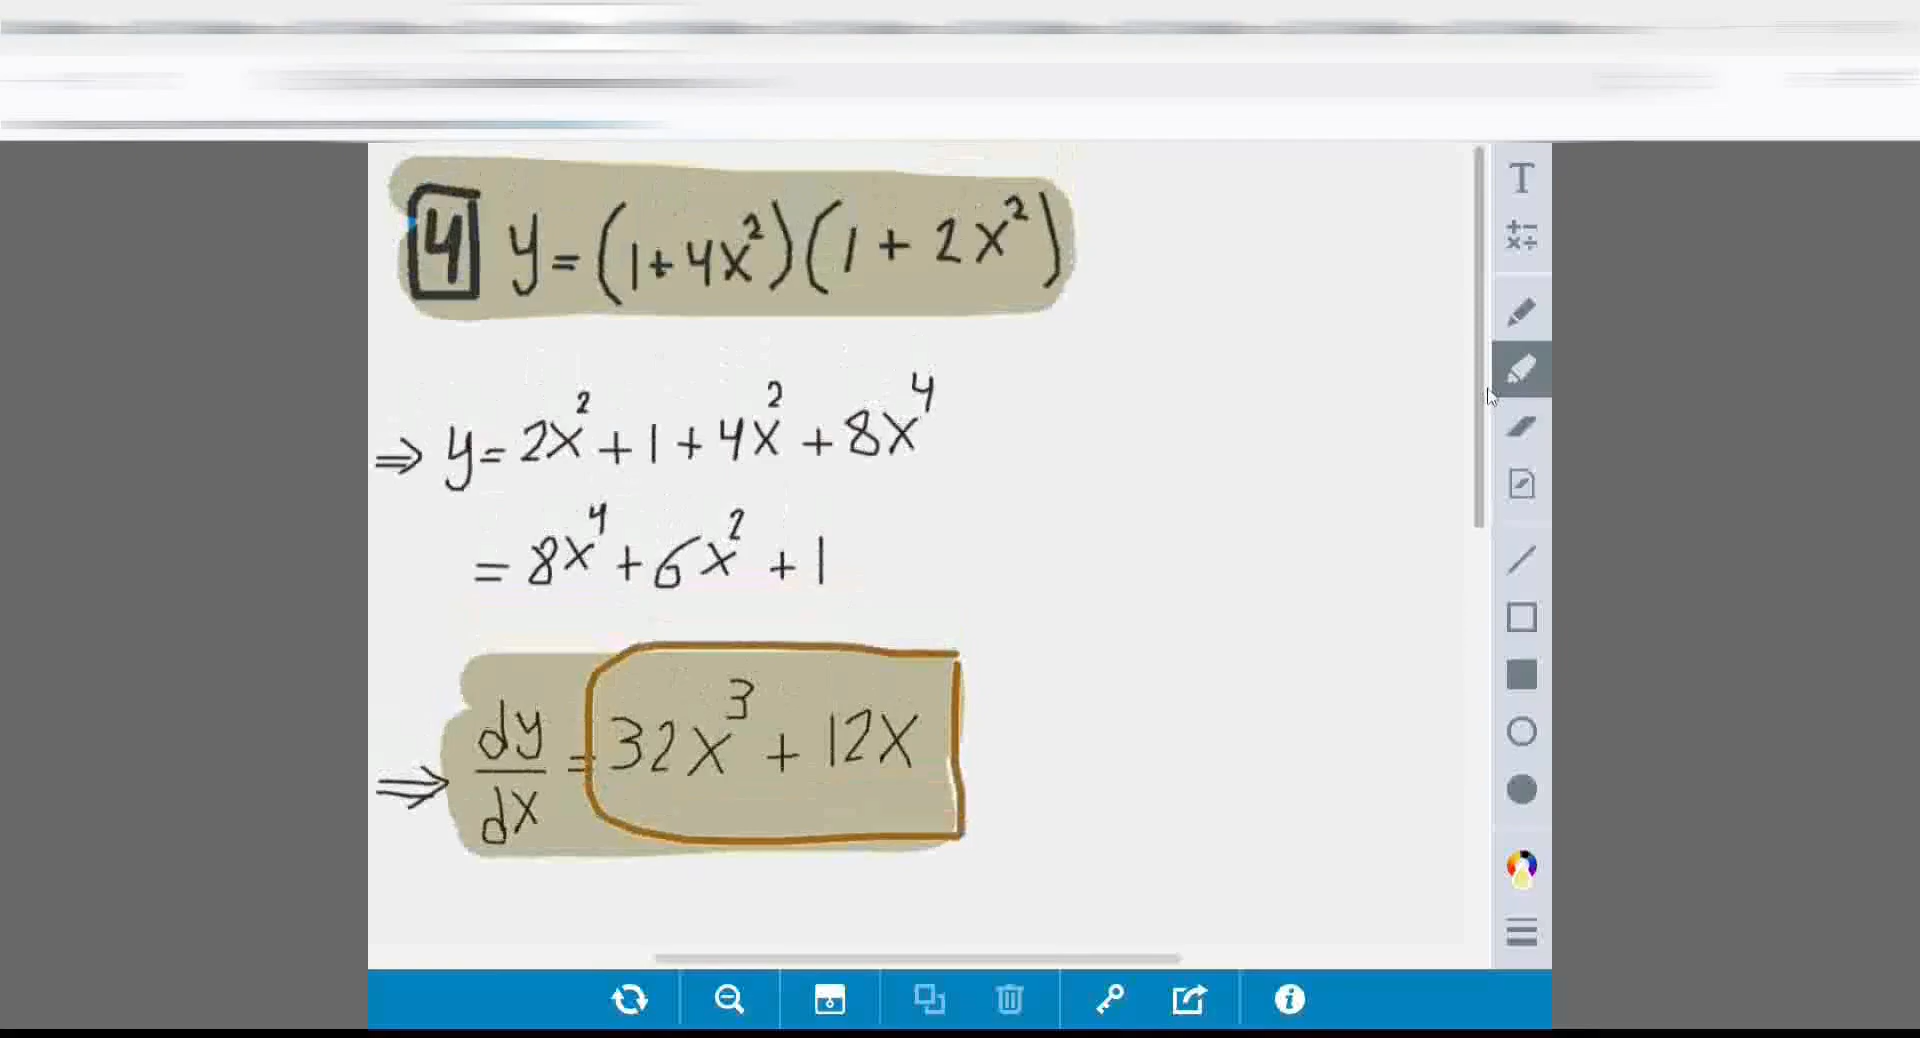 4 y = (1+4x²)(1 + 2x²)
⇒ y = 2x² + 1 + 4x² + 8x⁴
= 8x⁴ + 6x² + 1
⇒ dy/dx = 32x³ + 12x
T